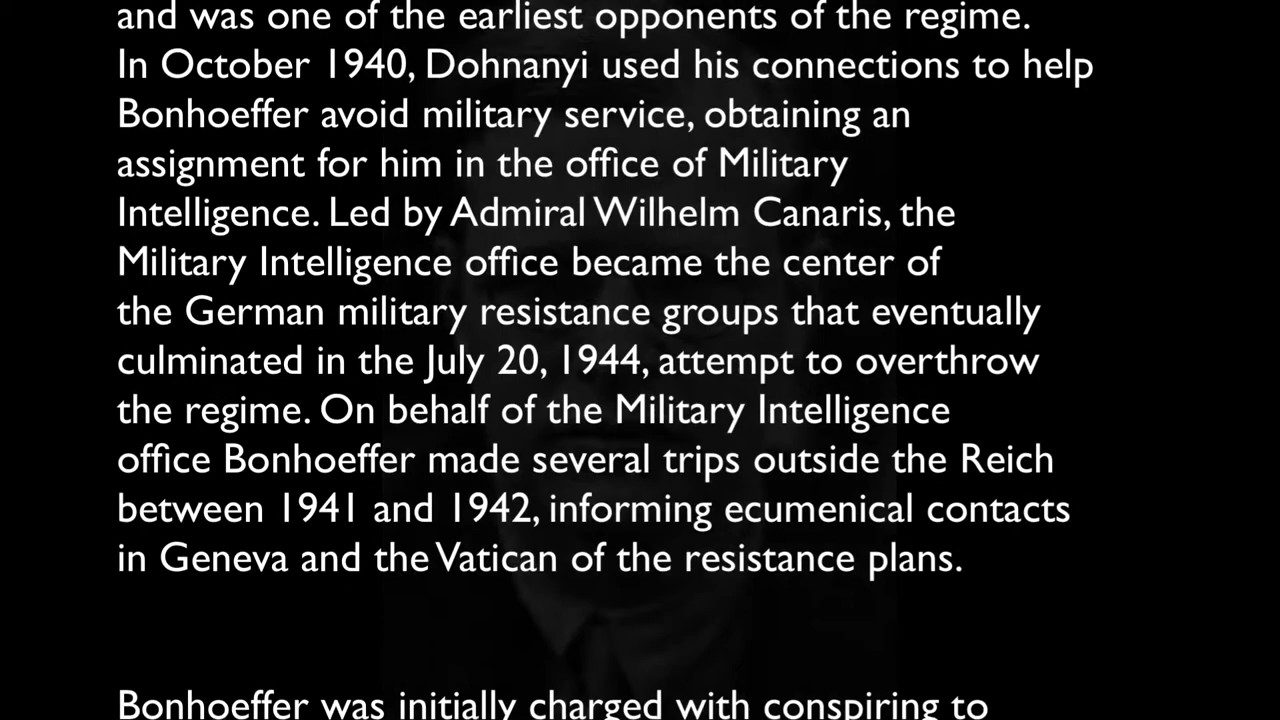 and was one of the earliest opponents of the regime.
In October 1940, Dohnanyi used his connections to help
Bonhoeffer avoid military service, obtaining an
assignment for him in the office of Military
Intelligence. Led by Admiral Wilhelm Canaris, the
Military Intelligence office became the center of
the German military resistance groups that eventually
culminated in the July 20, 1944, attempt to overthrow
the regime. On behalf of the Military Intelligence
office Bonhoeffer made several trips outside the Reich
between 1941 and 1942, informing ecumenical contacts
in Geneva and the Vatican of the resistance plans.
Bonhoeffer was initially charged with conspiring to